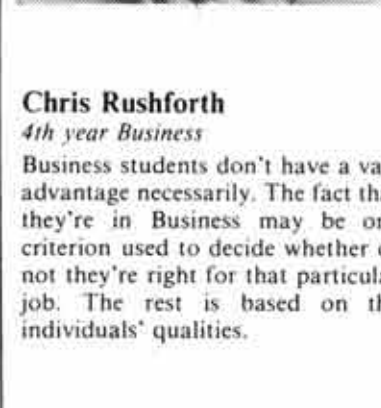 Chris Rushforth
4th year Business
Business students don't have a
advantage necessarily. The fact
they're in Business may be
criterion used to decide whether
not they're right for that
job. The rest is based on
individuals' qualities.